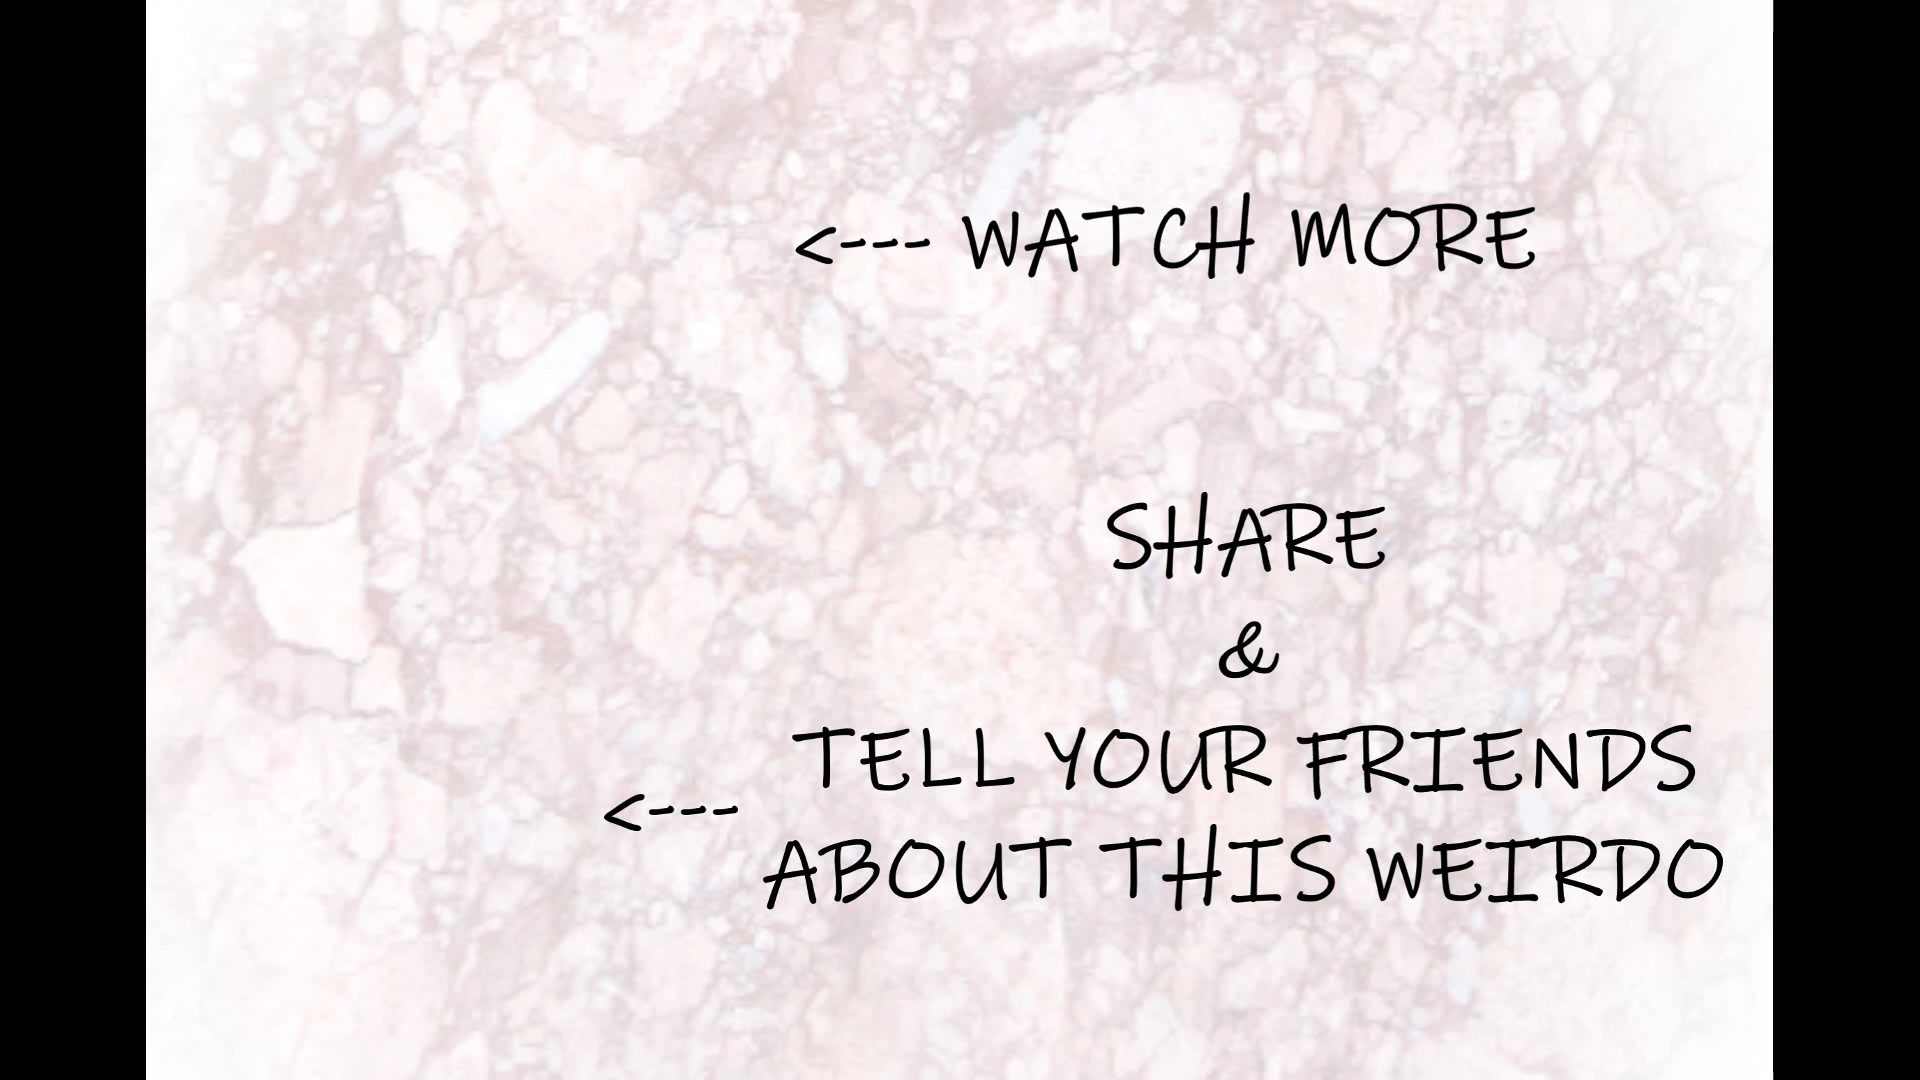 <--- WATCH MORE
SHARE
&
TELL YOUR FRIENDS
<---
ABOUT THIS WEIRDO